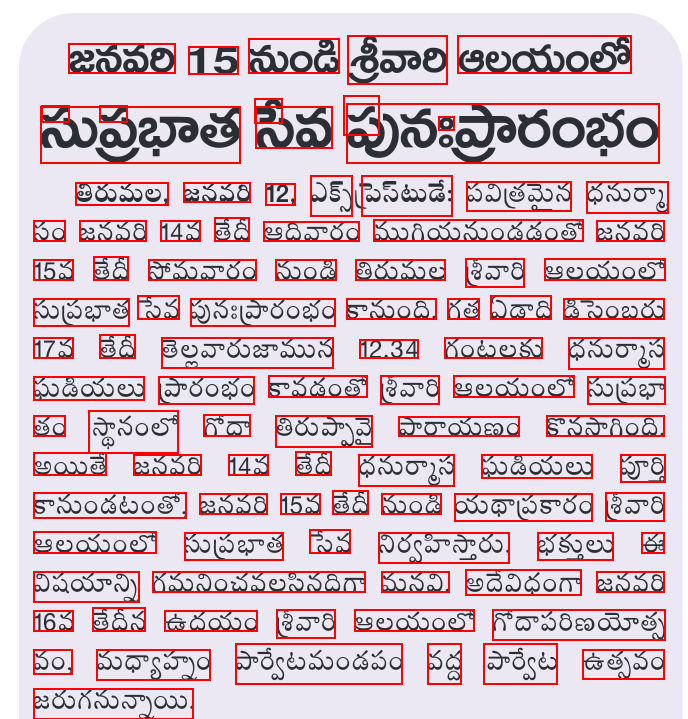 జనవరి 15 నుండి శ్రీవారి ఆలయంలో
సుప్రభాత సేవ పునఃప్రారంభం
తిరుమల, జనవరి 12, ఎక్స్‌ప్రెస్‌టుడే: పవిత్రమైన ధనుర్మా
సం జనవరి 14వ తేదీ ఆదివారం ముగియనుండడంతో జనవరి
15వ తేదీ సోమవారం నుండి తిరుమల శ్రీవారి ఆలయంలో
సుప్రభాత సేవ పునఃప్రారంభం కానుంది. గత ఏడాది డిసెంబరు
17వ తేదీ తెల్లవారుజామున 12.34 గంటలకు ధనుర్మాస
ఘడియలు ప్రారంభం కావడంతో శ్రీవారి ఆలయంలో సుప్రభా
తం స్థానంలో గోదా తిరుప్పావై పారాయణం కొనసాగింది.
అయితే జనవరి 14వ తేదీ ధనుర్మాస ఘడియలు పూర్తి
కానుండటంతో, జనవరి 15వ తేదీ నుండి యథాప్రకారం శ్రీవారి
ఆలయంలో సుప్రభాత సేవ నిర్వహిస్తారు. భక్తులు ఈ
విషయాన్ని గమనించవలసినదిగా మనవి. అదేవిధంగా జనవరి
16వ తేదీన ఉదయం శ్రీవారి ఆలయంలో గోదాపరిణయోత్స
వం, మధ్యాహ్నం పార్వేటమండపం వద్ద పార్వేట ఉత్సవం
జరుగనున్నాయి.